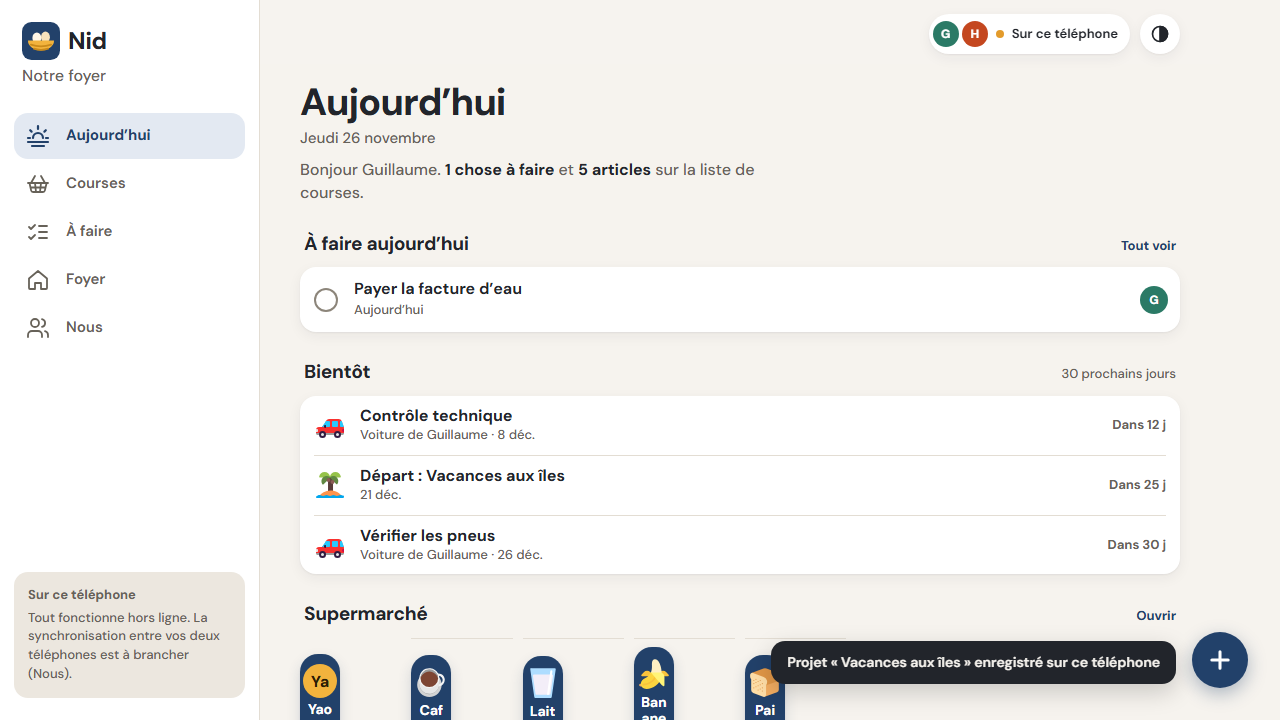 Nid
Notre foyer
Aujourd’hui
Courses
À faire
Foyer
Nous
Sur ce téléphone
Tout fonctionne hors ligne. La
synchronisation entre vos deux
téléphones est à brancher
(Nous).
G H Sur ce téléphone
Aujourd’hui
Jeudi 26 novembre
Bonjour Guillaume. 1 chose à faire et 5 articles sur la liste de
courses.
À faire aujourd’hui Tout voir
Payer la facture d’eau
Aujourd’hui
G
Bientôt 30 prochains jours
Contrôle technique
Voiture de Guillaume · 8 déc.
Dans 12 j
Départ : Vacances aux îles
21 déc.
Dans 25 j
Vérifier les pneus
Voiture de Guillaume · 26 déc.
Dans 30 j
Supermarché Ouvrir
Ya
Yao
Caf
Lait
Ban
ane
Pai
Projet « Vacances aux îles » enregistré sur ce téléphone